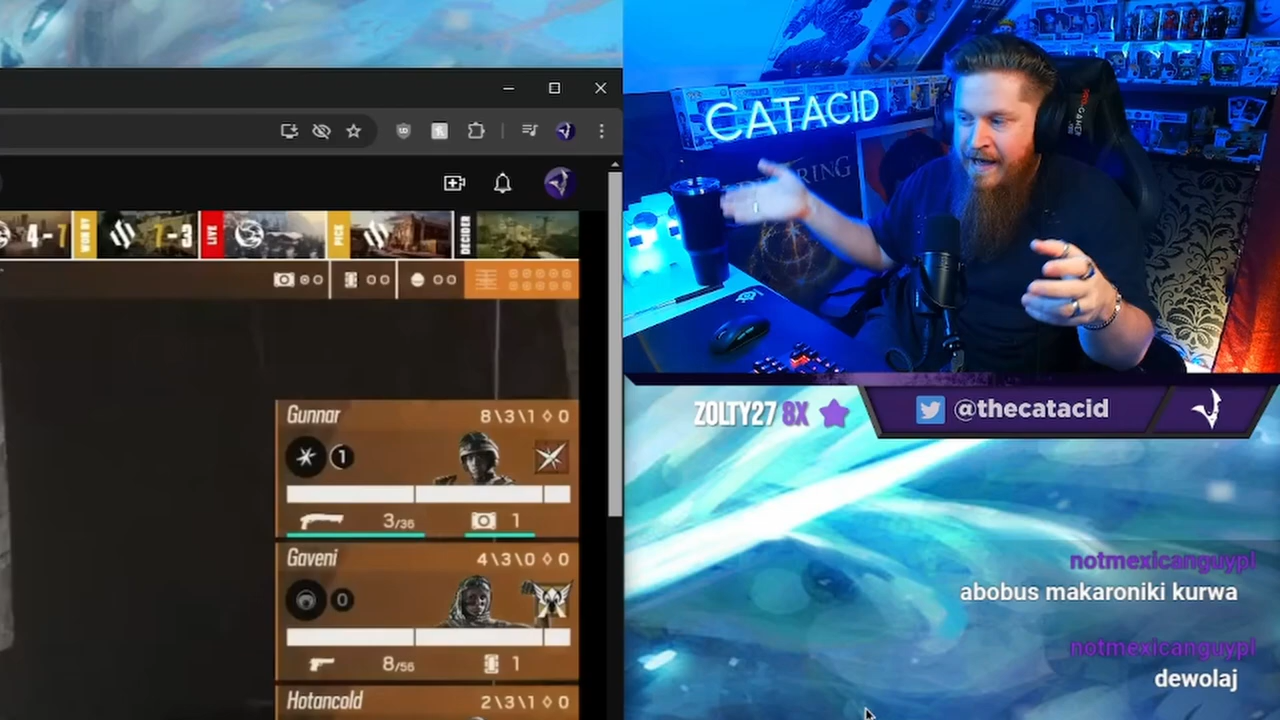 CATACID
4-7
WON BY
7-3
LIVE
PICK
DECIDER
Gunnar 8\3\1 ◊ 0
1
3/36 1
Gaveni 4\3\0 ◊ 0
0
8/56 1
Hotancold 2\3\1 ◊ 0
ZOLTY27 8X
@thecatacid
notmexicanguypl
abobus makaroniki kurwa
notmexicanguypl
dewolaj